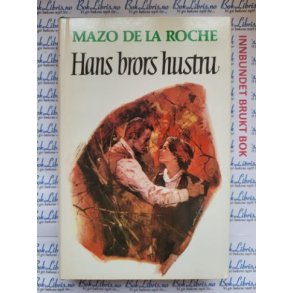 MAZO DE LA ROCHE
Hans brors hustru
INNBUNDET BRUKT BOK
BokLibris.no